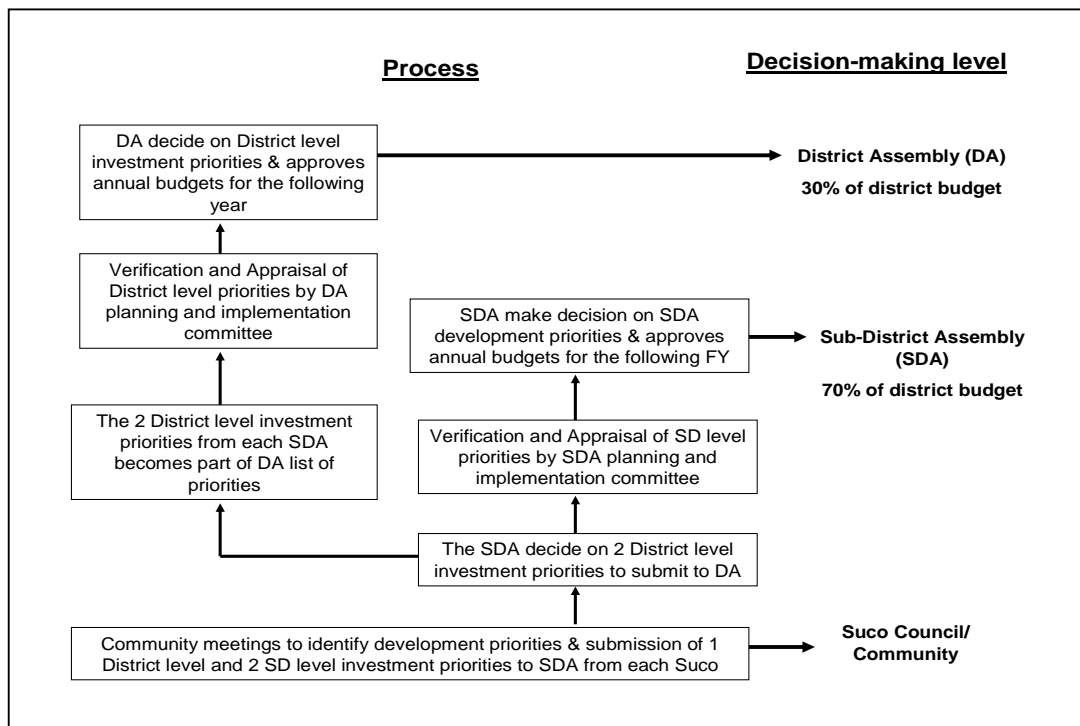 Process
Decision-making level
DA decide on District level
investment priorities & approves
annual budgets for the following
year
District Assembly (DA)
30% of district budget
Verification and Appraisal of
District level priorities by DA
planning and implementation
committee
SDA make decision on SDA
development priorities & approves
annual budgets for the following FY
Sub-District Assembly
(SDA)
70% of district budget
The 2 District level investment
priorities from each SDA
becomes part of DA list of
priorities
Verification and Appraisal of SD level
priorities by SDA planning and
implementation committee
The SDA decide on 2 District level
investment priorities to submit to DA
Community meetings to identify development priorities & submission of 1
District level and 2 SD level investment priorities to SDA from each Suco
Suco Council/
Community